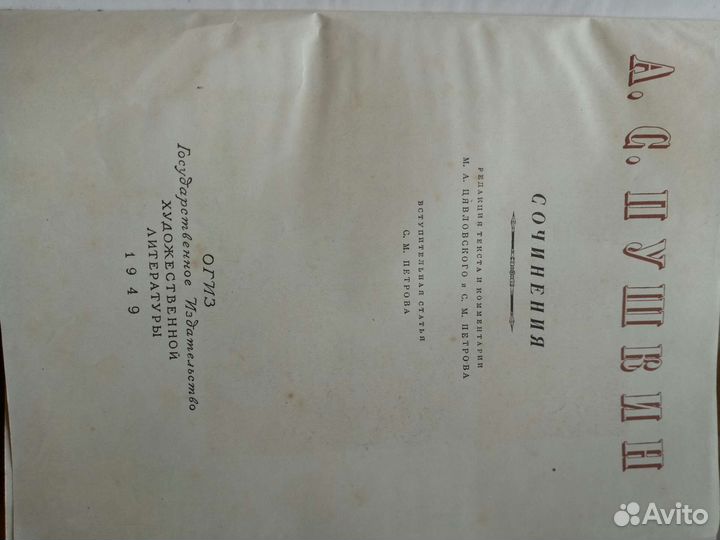 А. С. ПУШКИН
СОЧИНЕНИЯ
РЕДАКЦИЯ ТЕКСТА И КОММЕНТАРИИ
М. А. ЦЯВЛОВСКОГО и С. М. ПЕТРОВА
ВСТУПИТЕЛЬНАЯ СТАТЬЯ
С. М. ПЕТРОВА
ОГИЗ
Государственное Издательство
ХУДОЖЕСТВЕННОЙ
ЛИТЕРАТУРЫ
1949
Avito